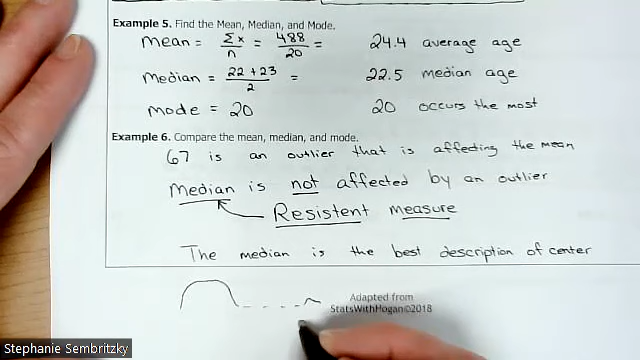 Example 5. Find the Mean, Median, and Mode.
Mean = Σx/n = 488/20 = 24.4 average age
Median = 22 + 23/2 = 22.5 median age
Mode = 20 20 occurs the most
Example 6. Compare the mean, median, and mode.
67 is an outlier that is affecting the mean
Median is not affected by an outlier
Resistent measure
The median is the best description of center
Adapted from
StatsWithHogan©2018
Stephanie Sembritzky